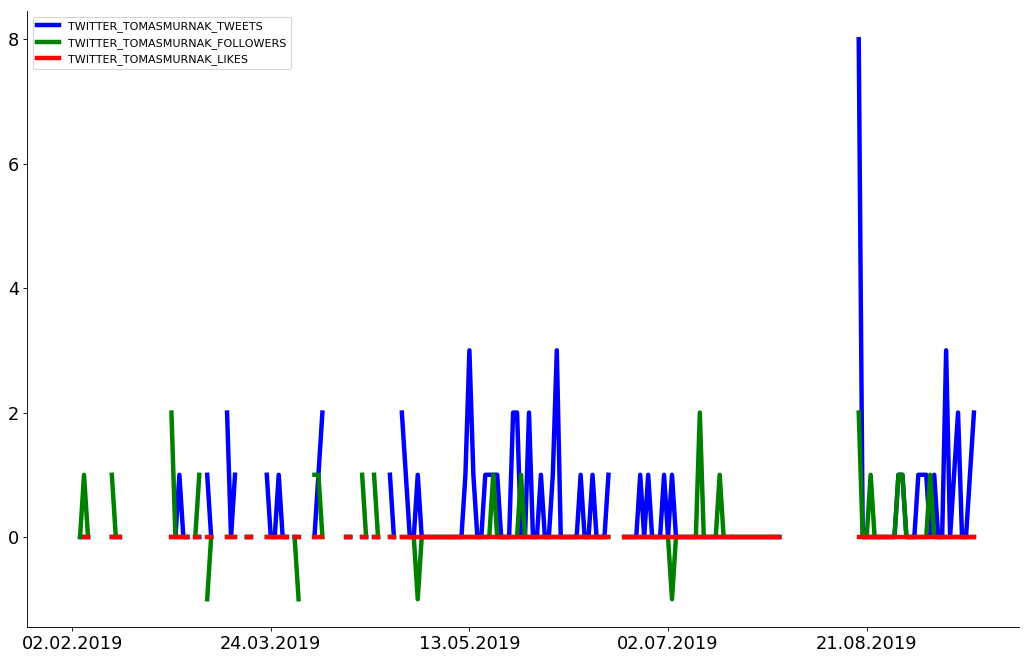 TWITTER_TOMASMURNAK_TWEETS
TWITTER_TOMASMURNAK_FOLLOWERS
TWITTER_TOMASMURNAK_LIKES
8
6
4
2
0
02.02.2019 24.03.2019 13.05.2019 02.07.2019 21.08.2019